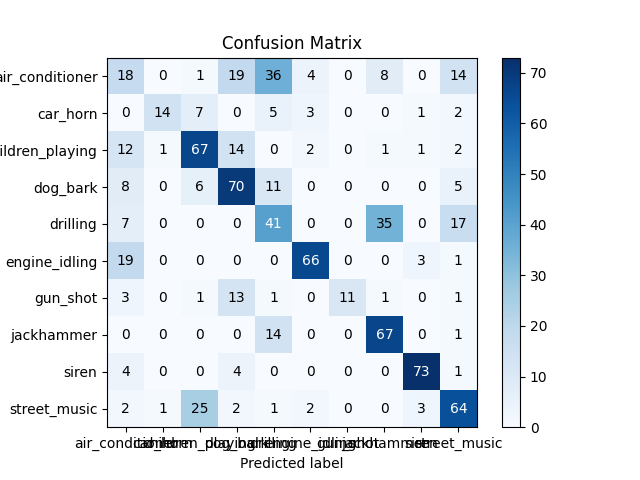 Confusion Matrix
air_conditioner 18 0 1 19 36 4 0 8 0 14
car_horn 0 14 7 0 5 3 0 0 1 2
ildren_playing 12 1 67 14 0 2 0 1 1 2
dog_bark 8 0 6 70 11 0 0 0 0 5
drilling 7 0 0 0 41 0 0 35 0 17
engine_idling 19 0 0 0 0 66 0 0 3 1
gun_shot 3 0 1 13 1 0 11 1 0 1
jackhammer 0 0 0 0 14 0 0 67 0 1
siren 4 0 0 4 0 0 0 0 73 1
street_music 2 1 25 2 1 2 0 0 3 64
street_music
Predicted label
70
60
50
40
30
20
10
0